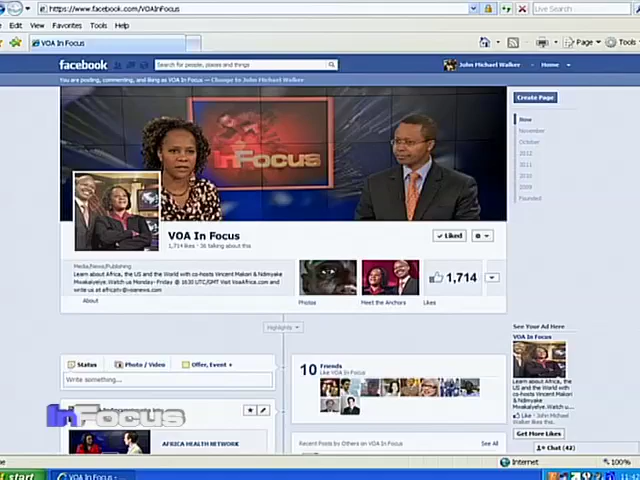 https://www.facebook.com/VOAInFocus
Live Search
Edit View Favorites Tools Help
VOA In Focus
Page Tools
facebook
Search for people, places and things
John Michael Walker Home
You are posting, commenting, and liking as VOA In Focus — Change to John Michael Walker
Create Page
InFocus
Now
November
October
2012
2011
2010
2009
Founded
VOA In Focus
1,714 likes · 36 talking about this
Liked
Media/News/Publishing
Learn about Africa, the US and the World with co-hosts Vincent Makori & Ndimyake
Mwakalyelye.Watch us Monday- Friday @ 1630 UTC/GMT Visit VoaAfrica.com and
write us at africatv@voanews.com
About
Photos
Meet the Anchors
1,714
Likes
Highlights
Status
Photo / Video
Offer, Event +
Write something...
10 Friends
Like VOA In Focus
See Your Ad Here
VOA In Focus
Learn about Africa,
the US and the
World with co-hosts
Vincent Makori &
Ndimyake
Mwakalyelye.Watch u...
Like · John Michael
Walker likes this.
Get More Likes
InFocus
AFRICA HEALTH NETWORK
Recent Posts by Others on VOA In Focus
See All
Chat (42)
Internet
100%
start
VOA In Focus - ...